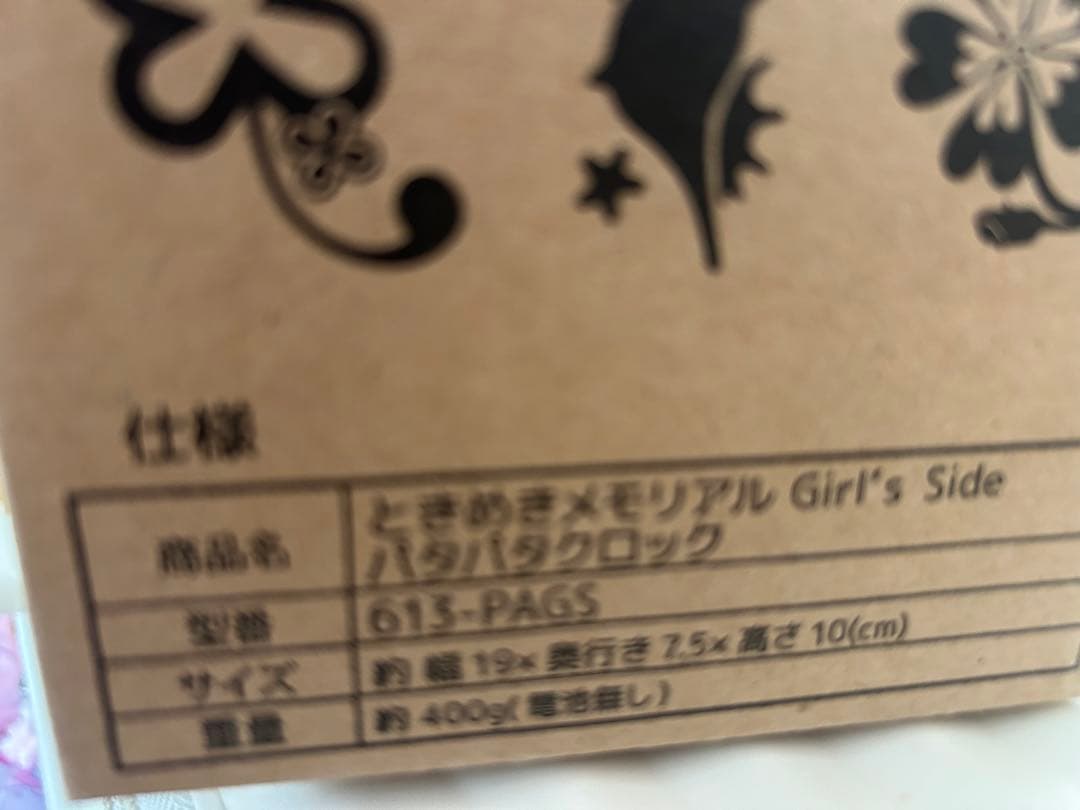 仕様
商品名
ときめきメモリアル Girl's Side
パタパタクロック
型番
613-PAGS
サイズ
約 幅 19× 奥行き 7.5× 高さ 10(cm)
重量
約 400g( 電池無し)